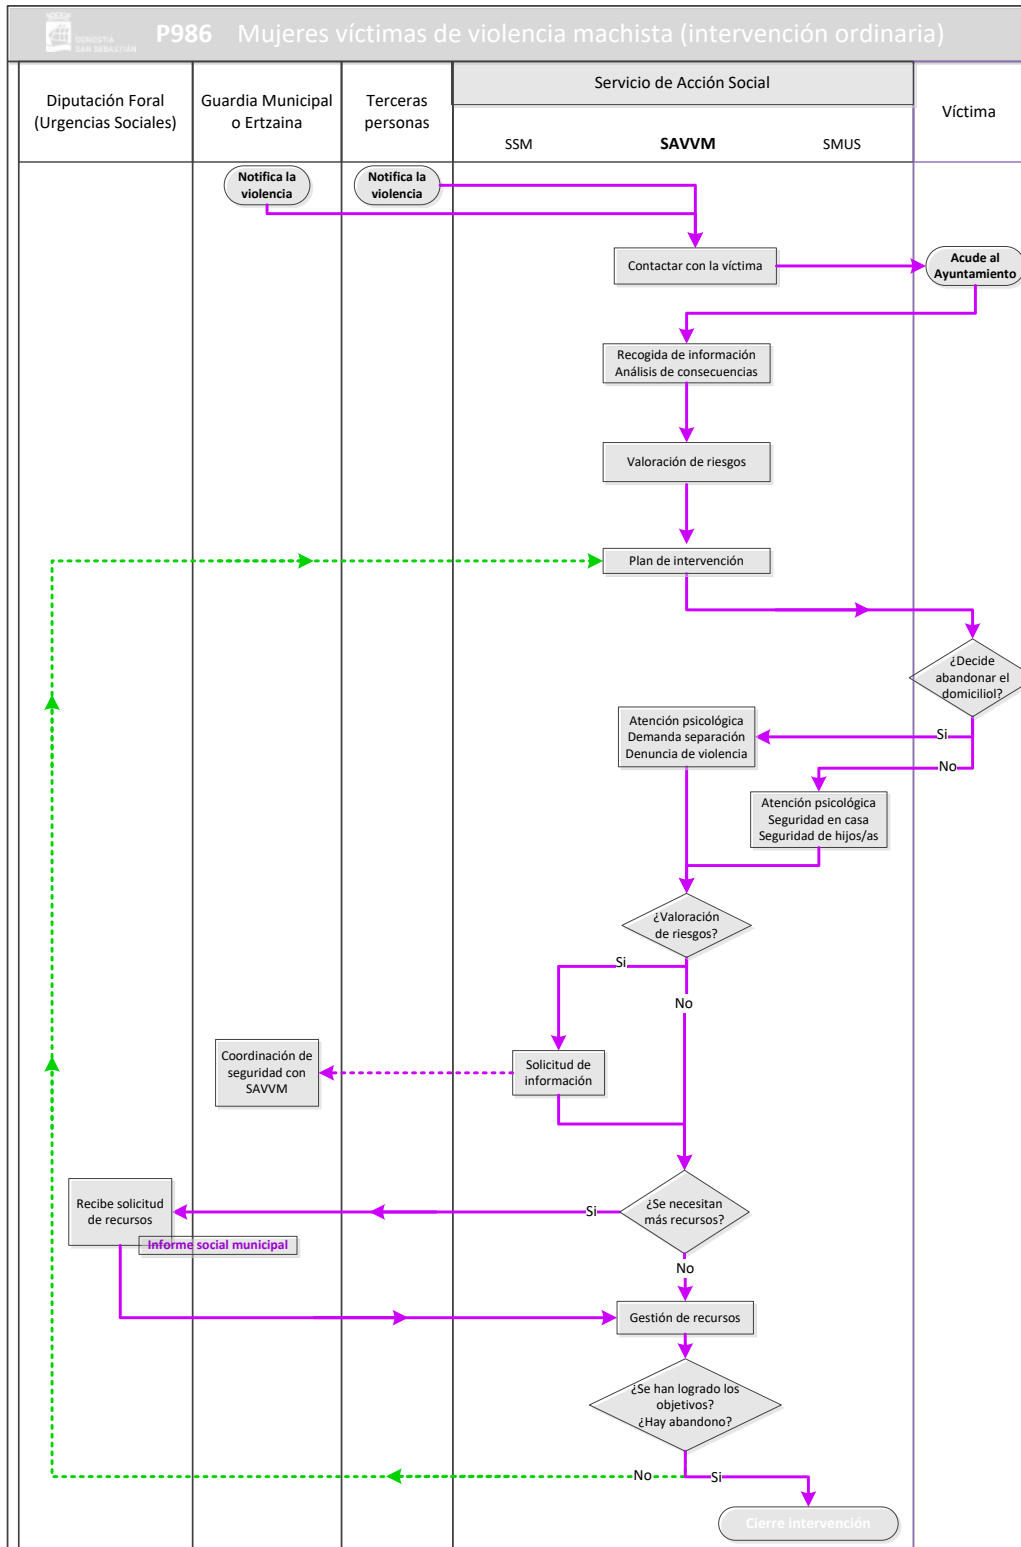 DONOSTIA
SAN SEBASTIÁN
P986 Mujeres víctimas de violencia machista (intervención ordinaria)
Diputación Foral
(Urgencias Sociales)
Guardia Municipal
o Ertzaina
Terceras
personas
Servicio de Acción Social
SSM
SAVVM
SMUS
Víctima
Notifica la
violencia
Notifica la
violencia
Contactar con la víctima
Acude al
Ayuntamiento
Recogida de información
Análisis de consecuencias
Valoración de riesgos
Plan de intervención
¿Decide
abandonar el
domiciliol?
Si
No
Atención psicológica
Demanda separación
Denuncia de violencia
Atención psicológica
Seguridad en casa
Seguridad de hijos/as
¿Valoración
de riesgos?
Si
No
Coordinación de
seguridad con
SAVVM
Solicitud de
información
Recibe solicitud
de recursos
Informe social municipal
Si
¿Se necesitan
más recursos?
No
Gestión de recursos
¿Se han logrado los
objetivos?
¿Hay abandono?
No
Si
Cierre intervención